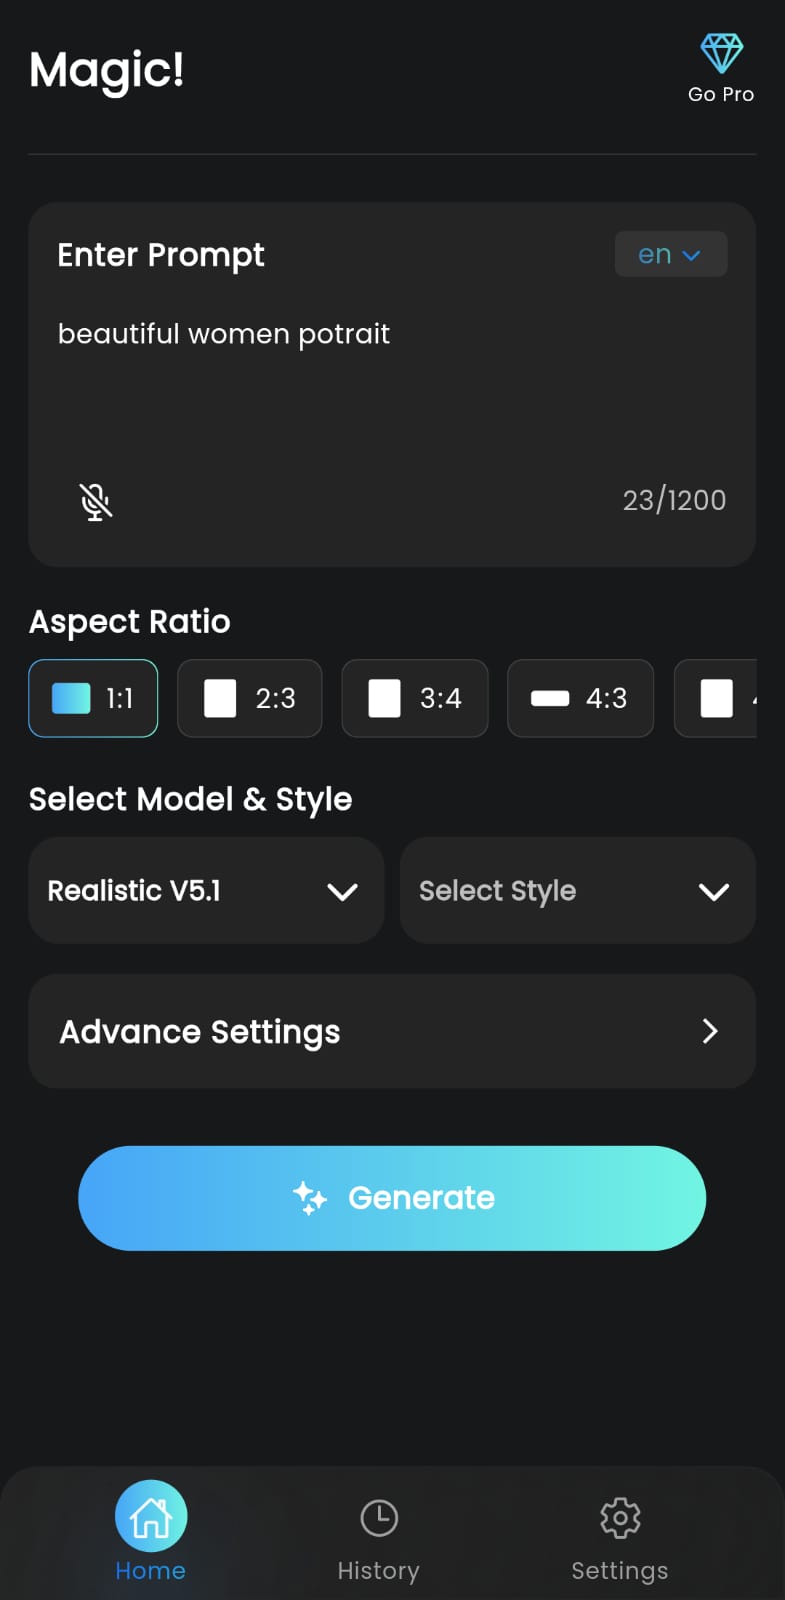 Magic!
Go Pro
Enter Prompt
en
beautiful women potrait
23/1200
Aspect Ratio
1:1 2:3 3:4 4:3
Select Model & Style
Realistic V5.1 Select Style
Advance Settings
Generate
Home History Settings